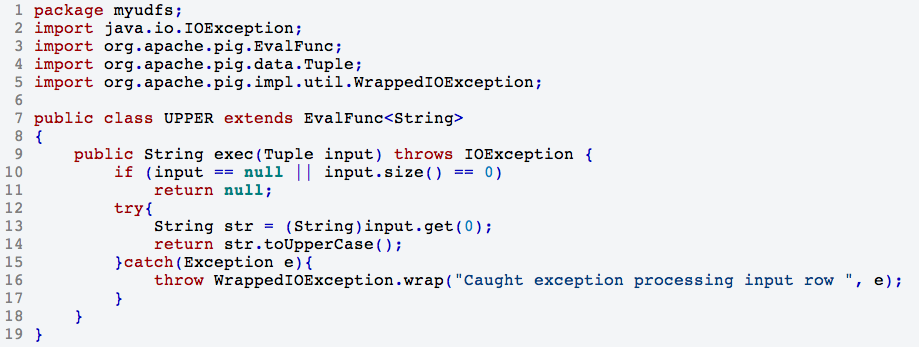 1 package myudfs;
2 import java.io.IOException;
3 import org.apache.pig.EvalFunc;
4 import org.apache.pig.data.Tuple;
5 import org.apache.pig.impl.util.WrappedIOException;
6
7 public class UPPER extends EvalFunc<String>
8 {
9     public String exec(Tuple input) throws IOException {
10         if (input == null || input.size() == 0)
11             return null;
12         try{
13             String str = (String)input.get(0);
14             return str.toUpperCase();
15         }catch(Exception e){
16             throw WrappedIOException.wrap("Caught exception processing input row ", e);
17         }
18     }
19 }